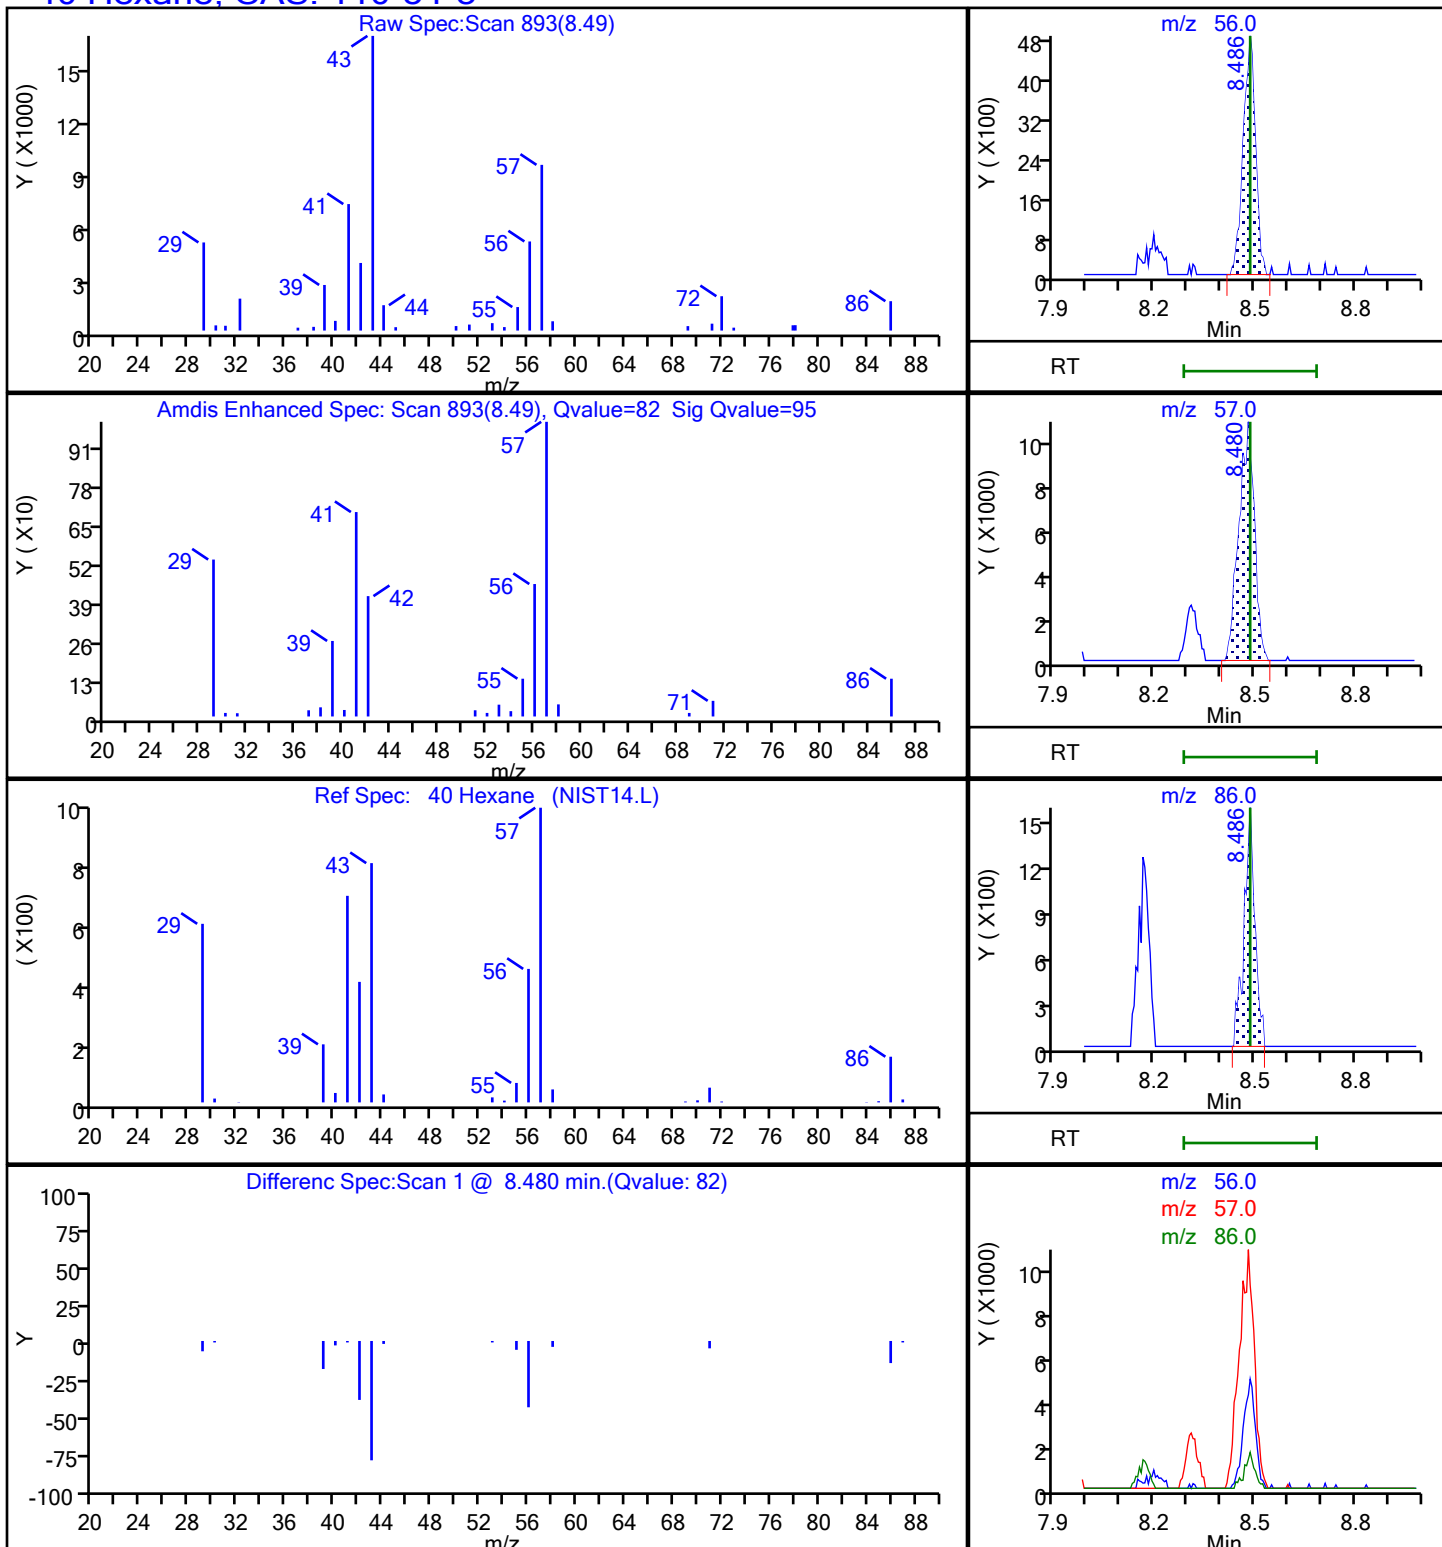 40 Hexane, CAS: 110-54-3
Raw Spec:Scan 893(8.49)
Y ( X1000)
15
12
9
6
3
0
29
39
41
43
44
55
56
57
72
86
20 24 28 32 36 40 44 48 52 56 60 64 68 72 76 80 84 88
m/z
m/z 56.0
Y ( X100)
48
40
32
24
16
8
0
8.486
7.9 8.2 8.5 8.8
Min
RT
Amdis Enhanced Spec: Scan 893(8.49), Qvalue=82 Sig Qvalue=95
Y ( X10)
91
78
65
52
39
26
13
0
29
39
41
42
55
56
57
71
86
20 24 28 32 36 40 44 48 52 56 60 64 68 72 76 80 84 88
m/z
m/z 57.0
Y ( X1000)
10
8
6
4
2
0
8.480
7.9 8.2 8.5 8.8
Min
RT
Ref Spec: 40 Hexane (NIST14.L)
( X100)
10
8
6
4
2
0
29
39
43
55
56
57
86
20 24 28 32 36 40 44 48 52 56 60 64 68 72 76 80 84 88
m/z 86.0
Y ( X100)
15
12
9
6
3
0
8.486
7.9 8.2 8.5 8.8
Min
RT
Differenc Spec:Scan 1 @ 8.480 min.(Qvalue: 82)
Y
100
75
50
25
0
-25
-50
-75
-100
20 24 28 32 36 40 44 48 52 56 60 64 68 72 76 80 84 88
m/z
m/z 56.0
m/z 57.0
m/z 86.0
Y ( X1000)
10
8
6
4
2
0
7.9 8.2 8.5 8.8
Min